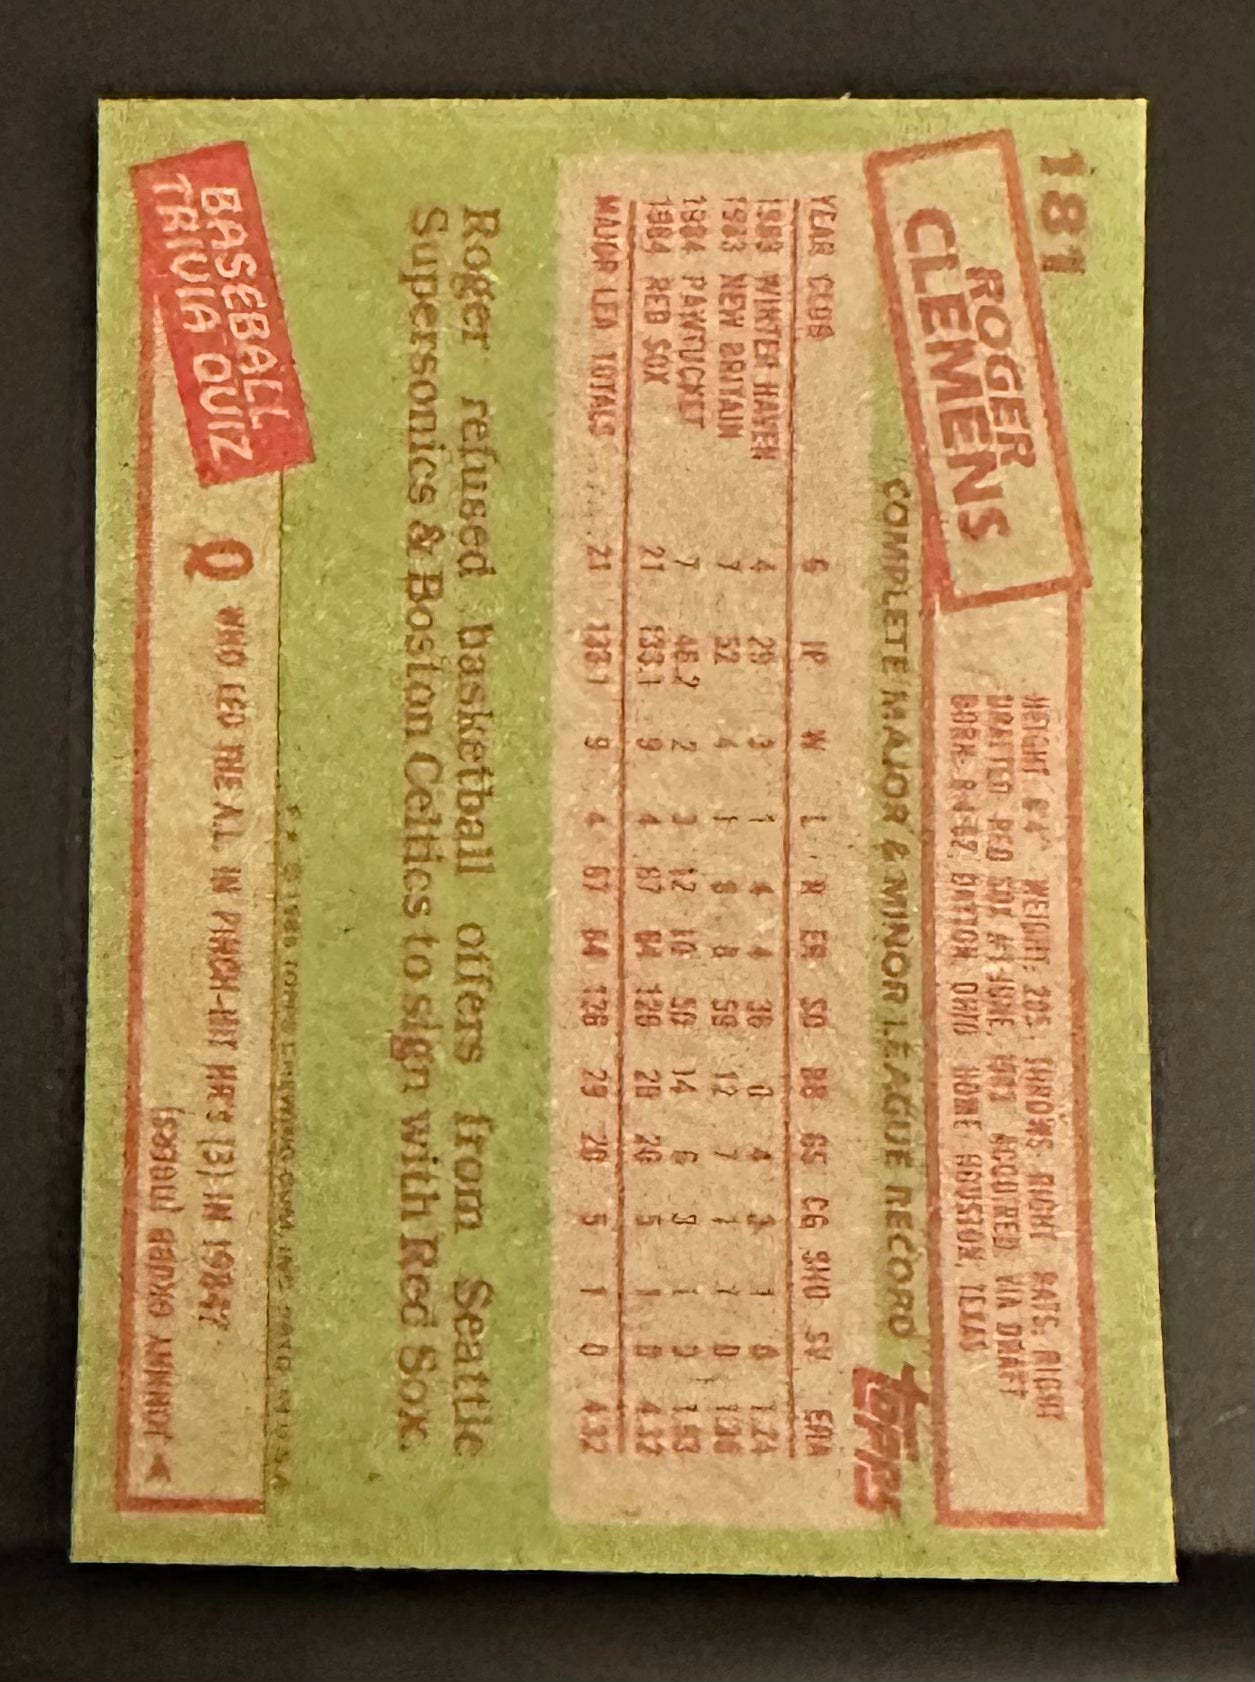 181
ROGER
CLEMENS
HEIGHT: 6'4" WEIGHT: 205 THROWS: RIGHT BATS: RIGHT
DRAFTED RED SOX #1-JUNE, 1983 ACQUIRED VIA DRAFT
BORN: 8-4-62, DAYTON, OHIO HOME: HOUSTON, TEXAS
COMPLETE MAJOR & MINOR LEAGUE RECORD
topps
YEAR CLUB G IP W L R ER SO BB GS CG SHO SV ERA
1983 WINTER HAVEN 4 29 3 1 4 4 36 0 4 3 1 0 1.24
1983 NEW BRITAIN 7 52 4 1 8 8 59 12 7 1 1 0 1.38
1984 PAWTUCKET 7 46.2 2 3 12 10 50 14 6 3 1 0 1.93
1984 RED SOX 21 133.1 9 4 67 64 126 29 20 5 1 0 4.32
MAJOR LEA TOTALS 21 133.1 9 4 67 64 126 29 20 5 1 0 4.32
Roger refused basketball offers from Seattle
Supersonics & Boston Celtics to sign with Red Sox.
TOPPS CHEWING GUM, INC.
BASEBALL
TRIVIA QUIZ
Q WHO LED THE A.L. IN PINCH-HIT HR'S (3) IN 1984?
JOHNNY GRUBB